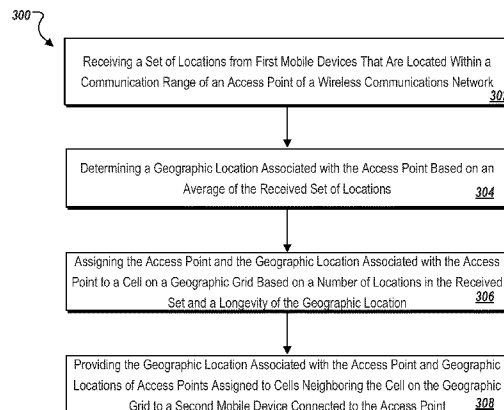 300
Receiving a Set of Locations from First Mobile Devices That Are Located Within a
Communication Range of an Access Point of a Wireless Communications Network
Determining a Geographic Location Associated with the Access Point Based on an
Average of the Received Set of Locations
304
Assigning the Access Point and the Geographic Location Associated with the Access
Point to a Cell on a Geographic Grid Based on a Number of Locations in the Received
Set and a Longevity of the Geographic Location
306
Providing the Geographic Location Associated with the Access Point and Geographic
Locations of Access Points Assigned to Cells Neighboring the Cell on the Geographic
Grid to a Second Mobile Device Connected to the Access Point
308